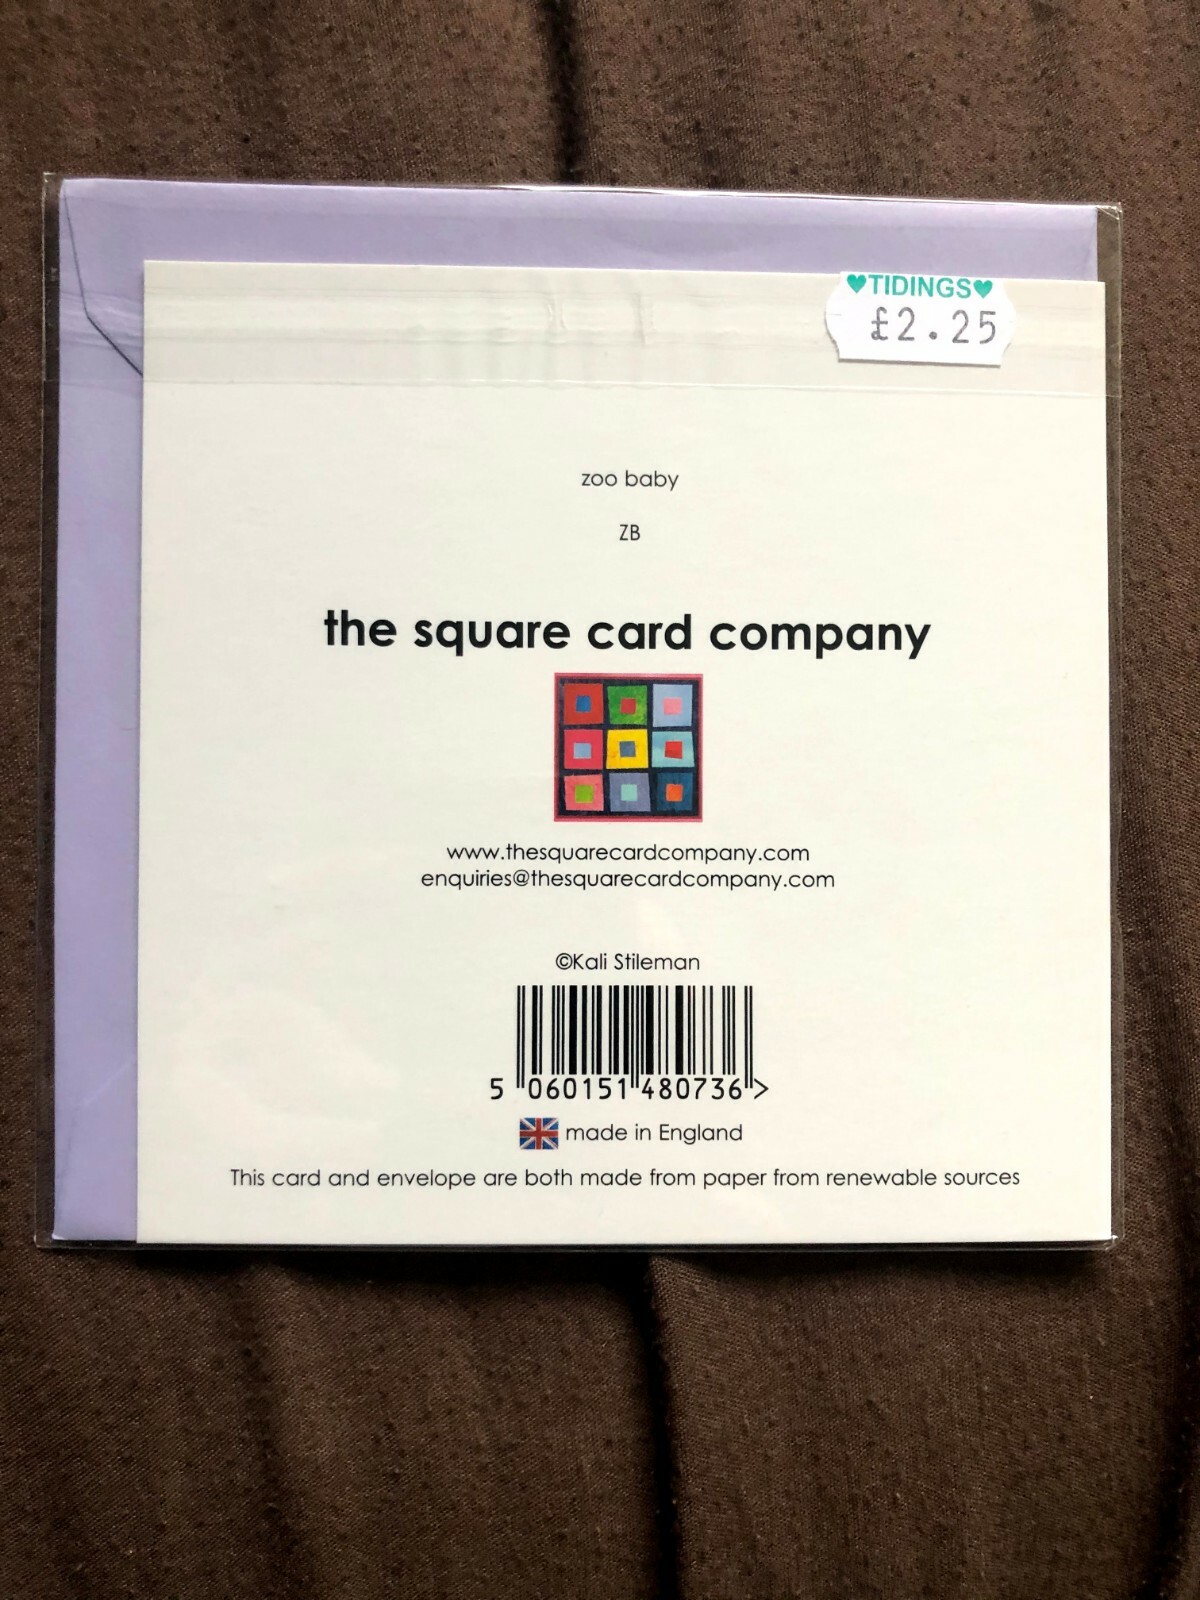 ♥TIDINGS♥
£2.25
zoo baby
ZB
the square card company
www.thesquarecardcompany.com
enquiries@thesquarecardcompany.com
©Kali Stileman
5 060151 480736 >
made in England
This card and envelope are both made from paper from renewable sources